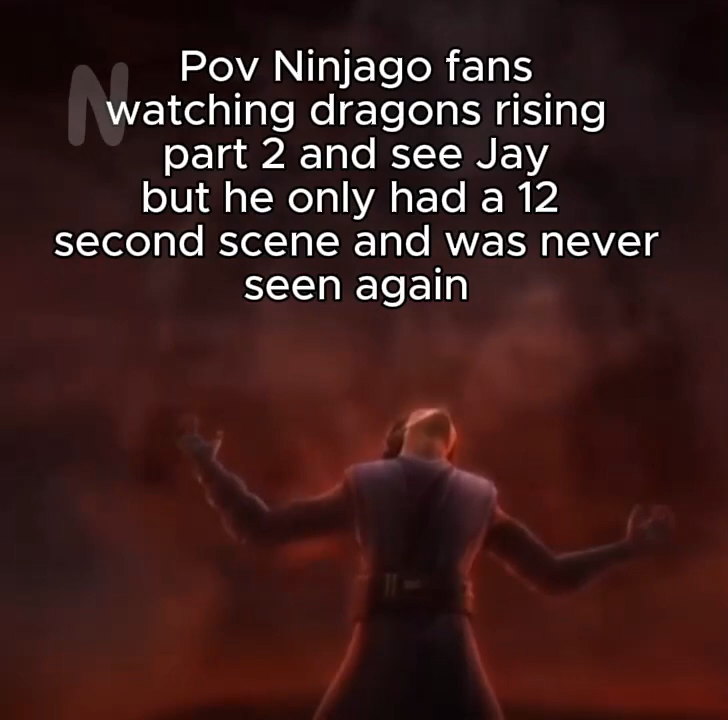 Pov Ninjago fans
watching dragons rising
part 2 and see Jay
but he only had a 12
second scene and was never
seen again
N